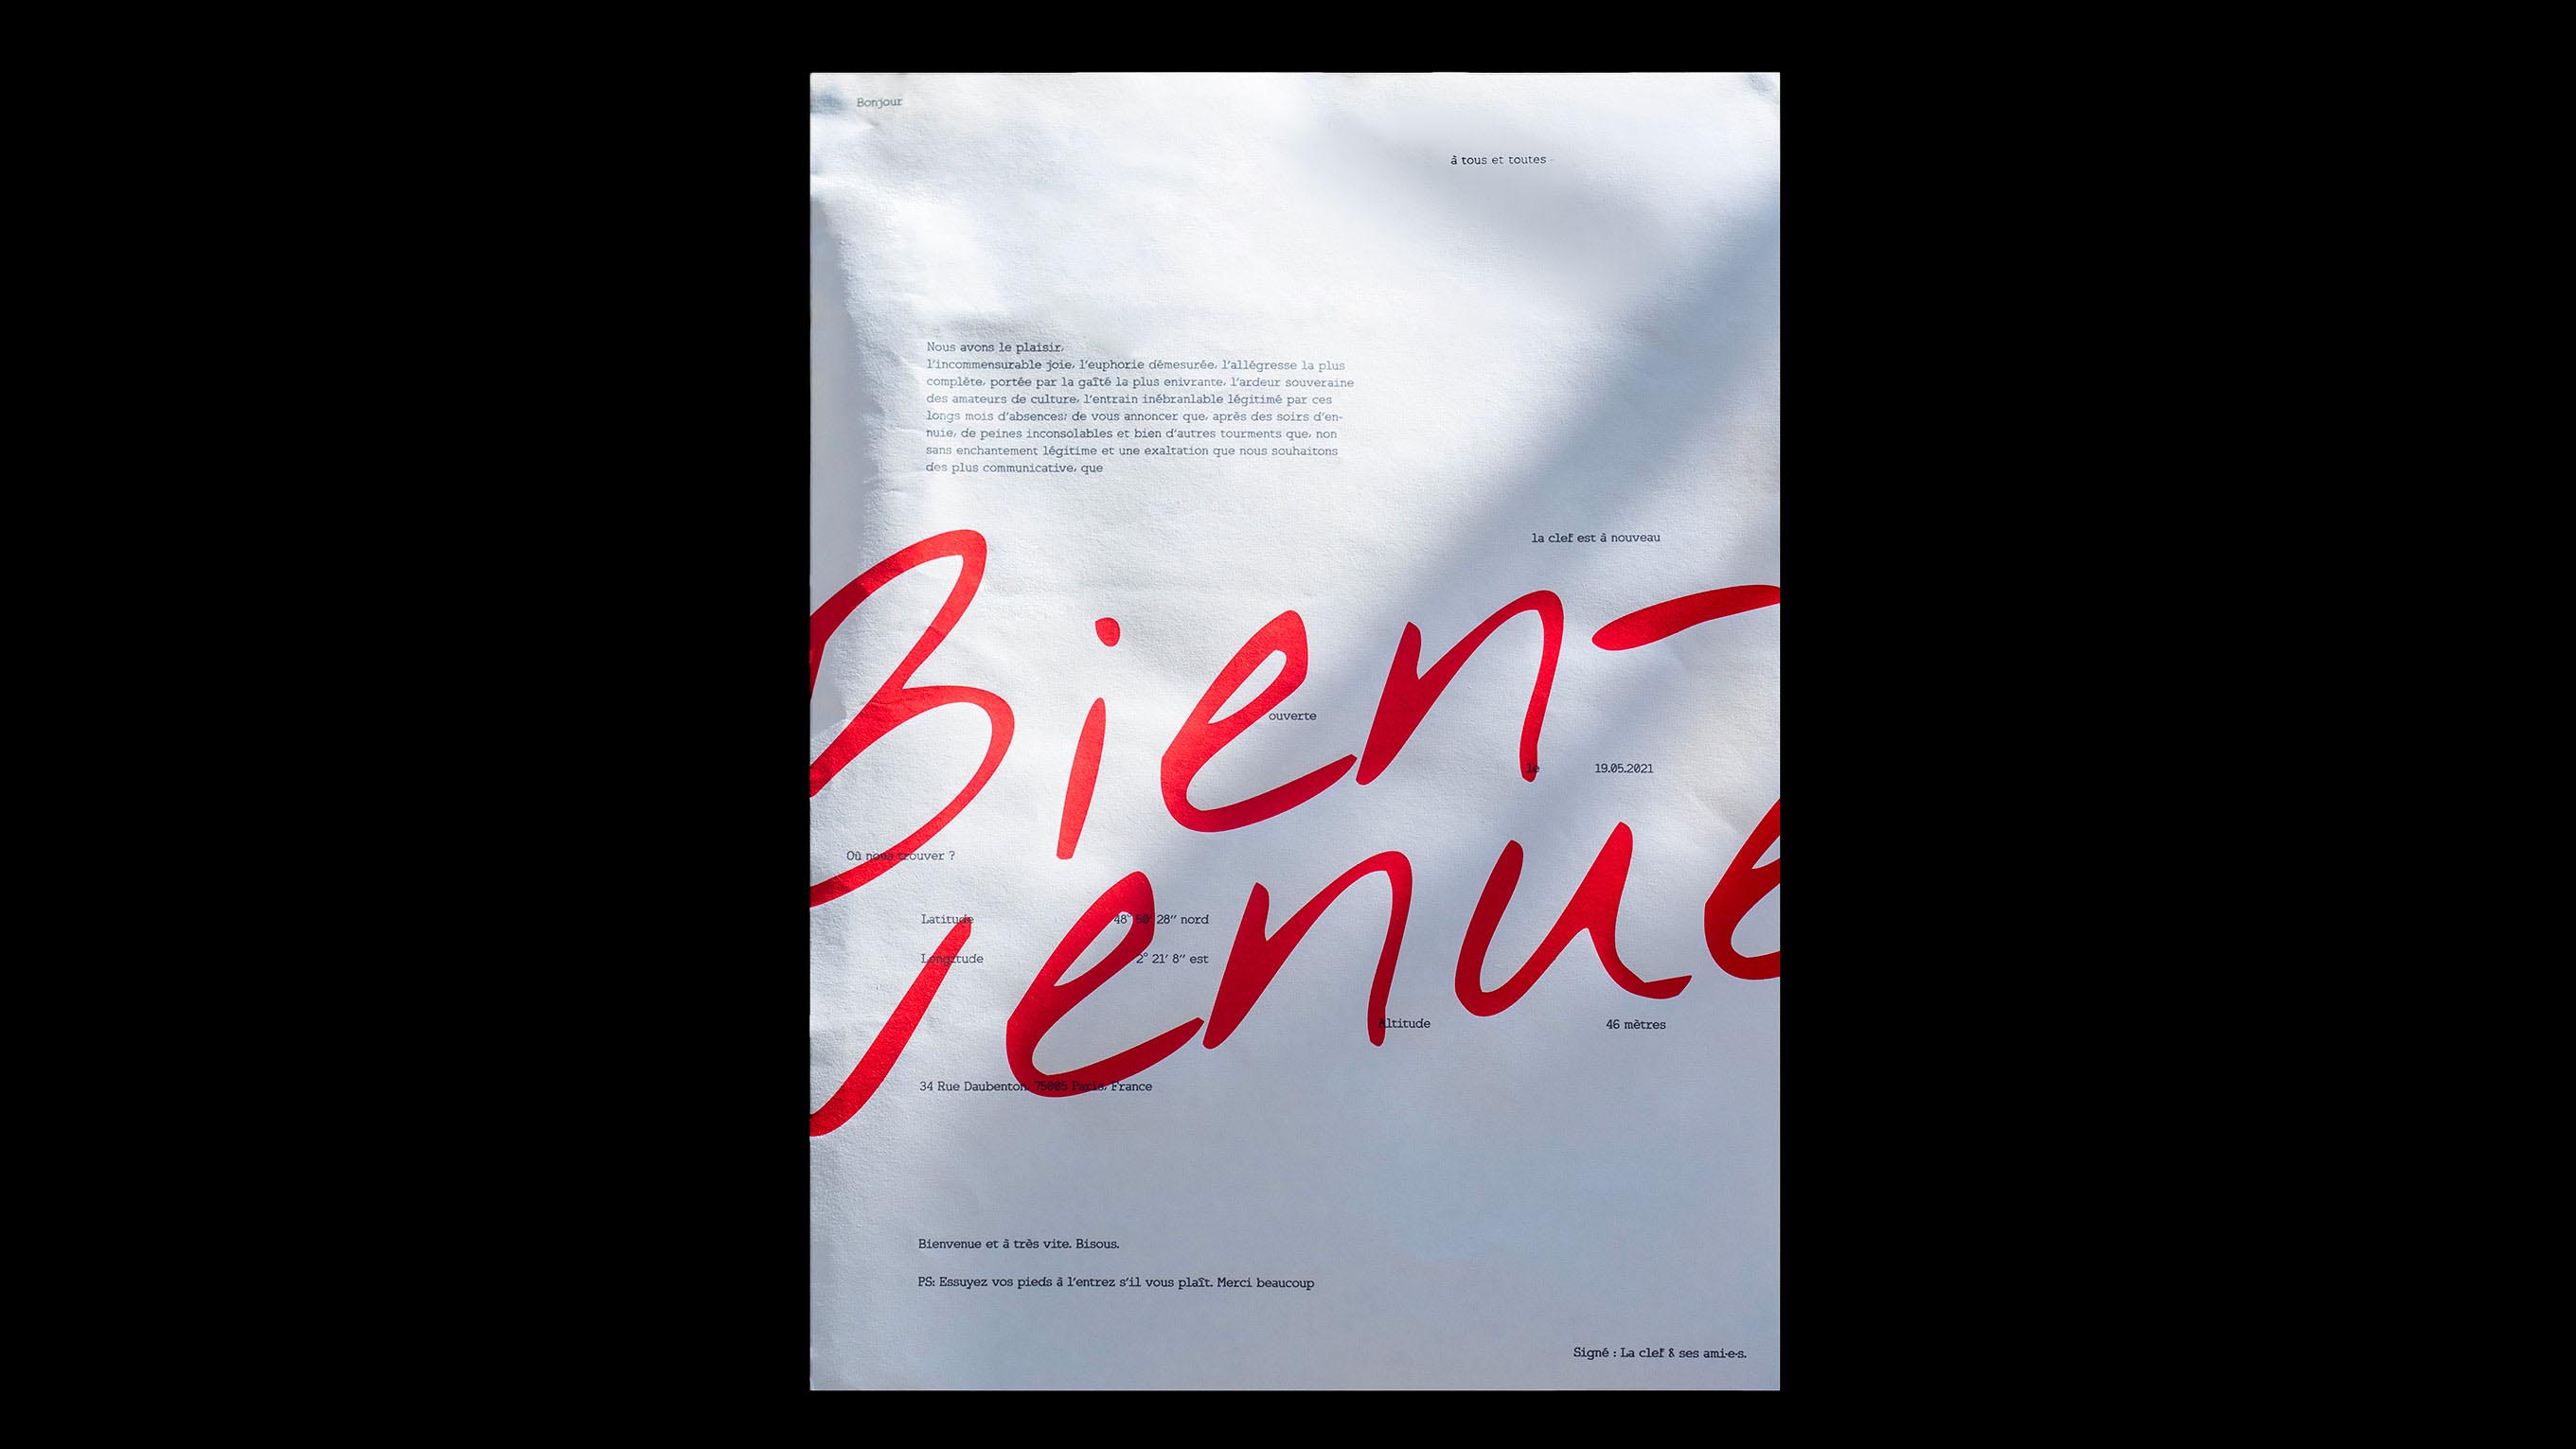 Bonjour
à tous et toutes
Nous avons le plaisir,
l'incommensurable joie, l'euphorie démesurée, l'allégresse la plus
complète, portée par la gaîté la plus enivrante, l'ardeur souveraine
des amateurs de culture, l'entrain inébranlable légitimé par ces
longs mois d'absences; de vous annoncer que, après des soirs d'en-
nuie, de peines inconsolables et bien d'autres tourments que, non
sans enchantement légitime et une exaltation que nous souhaitons
des plus communicative, que
la clef est à nouveau
Bien-
ouverte
le 19.05.2021
venue
Où nous trouver ?
Latitude 48° 50' 28'' nord
Longitude 2° 21' 8'' est
Altitude 46 mètres
34 Rue Daubenton, 75005 Paris, France
Bienvenue et à très vite. Bisous.
PS: Essuyez vos pieds à l'entrez s'il vous plaît. Merci beaucoup
Signé : La clef & ses ami·e·s.